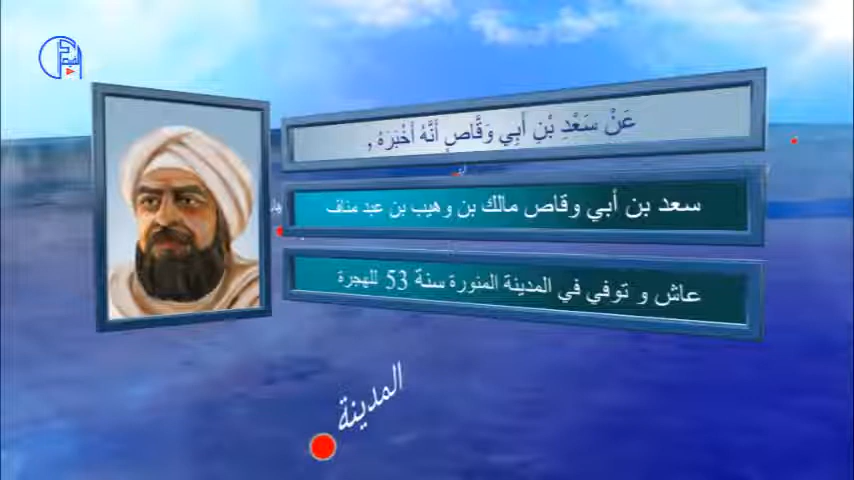 عَنْ سَعْدِ بْنِ أَبِي وَقَّاصٍ أَنَّهُ أَخْبَرَهُ ,
سعد بن أبي وقاص مالك بن وهيب بن عبد مناف
عاش و توفي في المدينة المنورة سنة 53 للهجرة
المدينة